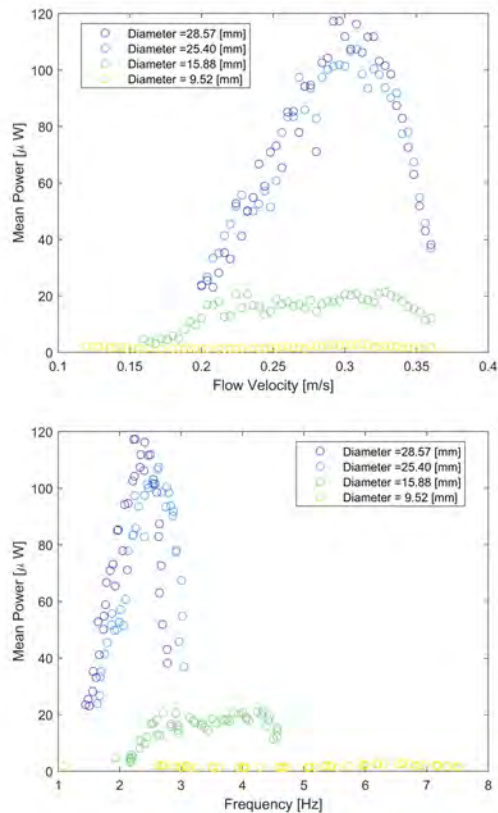 120
100
80
60
40
20
0
Mean Power [μ W]
Diameter =28.57 [mm]
Diameter =25.40 [mm]
Diameter =15.88 [mm]
Diameter = 9.52 [mm]
0.1 0.15 0.2 0.25 0.3 0.35 0.4
Flow Velocity [m/s]
120
100
80
60
40
20
0
Mean Power [μ W]
Diameter =28.57 [mm]
Diameter =25.40 [mm]
Diameter =15.88 [mm]
Diameter = 9.52 [mm]
1 2 3 4 5 6 7 8
Frequency [Hz]